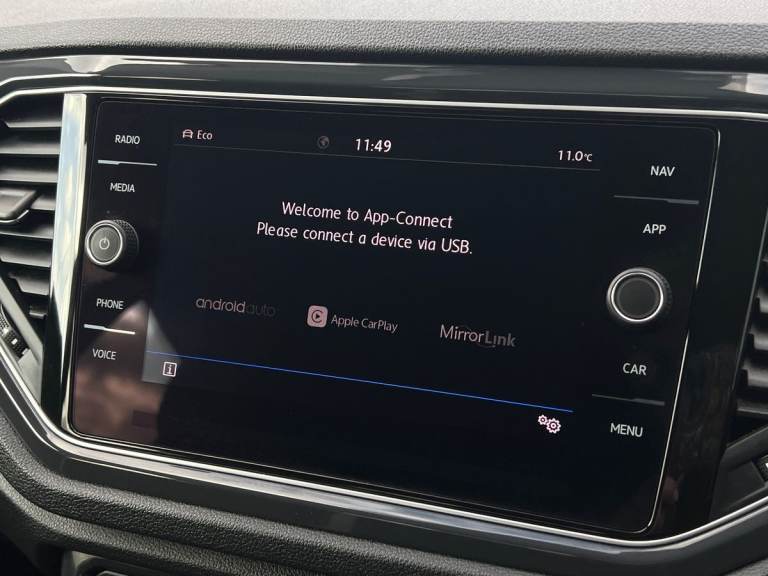 RADIO
MEDIA
PHONE
VOICE
Eco
11:49
11.0°C
Welcome to App-Connect
Please connect a device via USB.
androidauto
Apple CarPlay
MirrorLink
i
NAV
APP
CAR
MENU